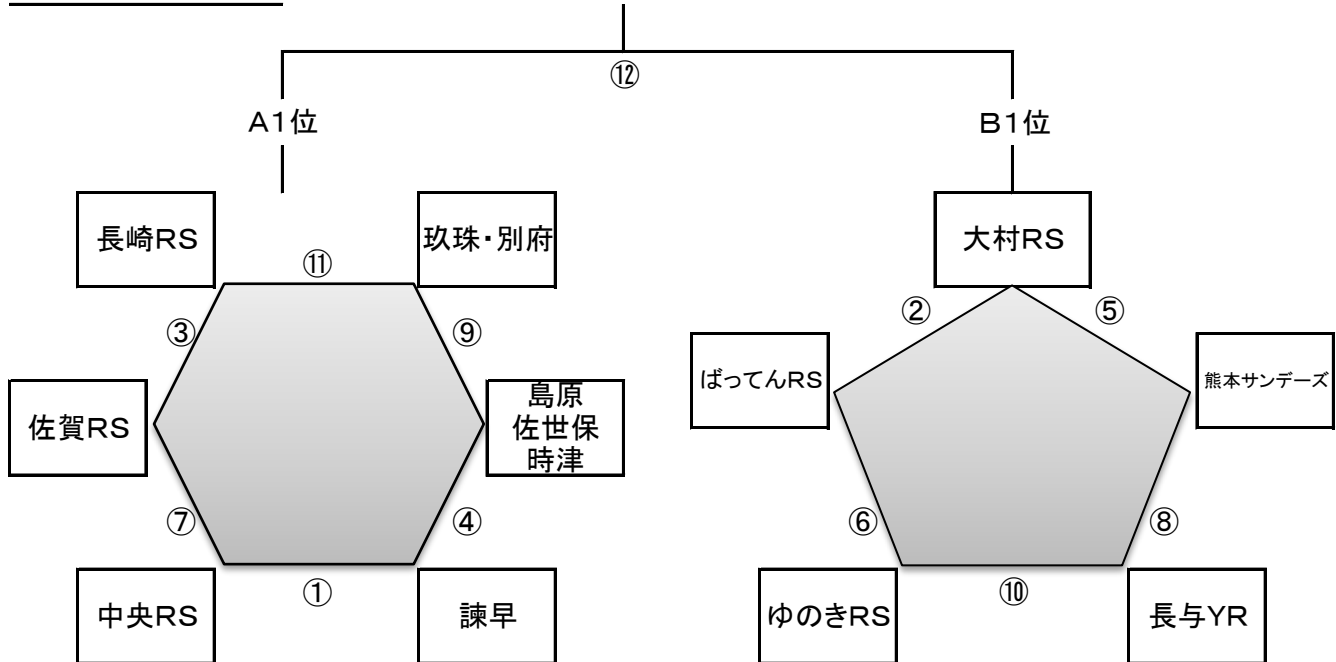 ⑫
A1位
B1位
長崎RS
玖珠・別府
大村RS
⑪
②
⑤
③
⑨
ばってんRS
熊本サンデーズ
佐賀RS
島原
佐世保
時津
⑦
④
⑥
⑧
①
⑩
中央RS
諫早
ゆのきRS
長与YR